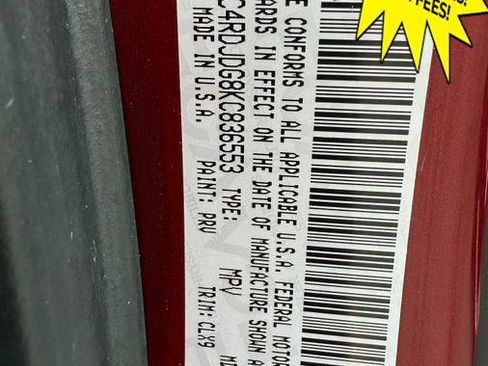 FEES!
E CONFORMS TO ALL APPLICABLE U.S.A. FEDERAL MOTOR
ARDS IN EFFECT ON THE DATE OF MANUFACTURE SHOWN A
C4RDJDG8KC836553 TYPE: MPV
MADE IN U.S.A. PAINT: PRV TRIM: CLX9